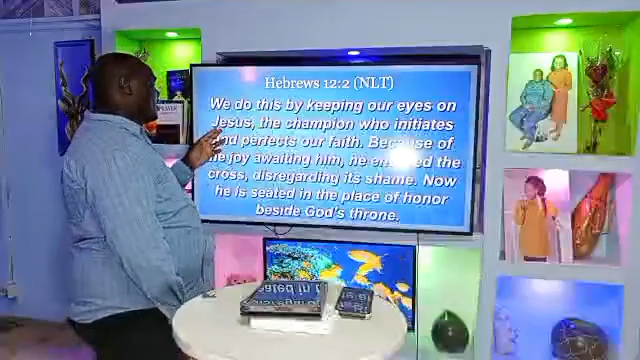 Hebrews 12:2 (NLT)
We do this by keeping our eyes on
Jesus, the champion who initiates
and perfects our faith. Because of
the joy awaiting him, he endured the
cross, disregarding its shame. Now
he is seated in the place of honor
beside God's throne.